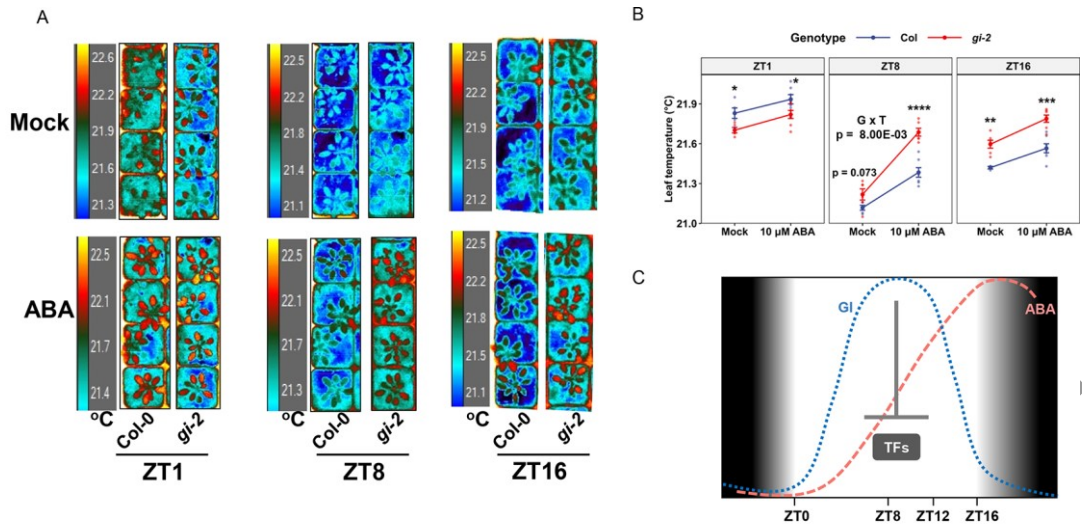 A
22.6
22.2
21.9
21.6
21.3
22.5
22.1
21.8
21.4
21.1
22.5
22.2
21.8
21.5
21.2
Mock
22.5
22.1
21.7
21.4
22.5
22.1
21.7
21.3
22.5
22.1
21.8
21.4
21.1
ABA
°C
Col-0
gi-2
Col-0
gi-2
Col-0
gi-2
ZT1
ZT8
ZT16
B
Genotype Col gi-2
ZT1 ZT8 ZT16
Leaf temperature (°C)
21.9
21.6
21.3
21.0
*
*
G x T
p = 8.00E-03
p = 0.073
****
**
***
Mock 10 µM ABA Mock 10 µM ABA Mock 10 µM ABA
C
GI
ABA
TFs
ZT0 ZT8 ZT12 ZT16